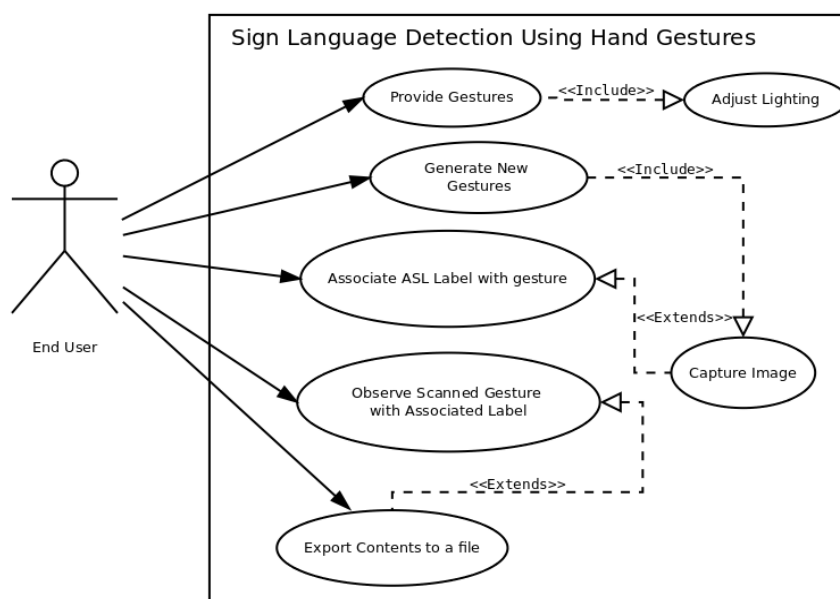 Sign Language Detection Using Hand Gestures
Provide Gestures
<<Include>>
Adjust Lighting
Generate New
Gestures
<<Include>>
Associate ASL Label with gesture
<<Extends>>
End User
Capture Image
Observe Scanned Gesture
with Associated Label
<<Extends>>
Export Contents to a file